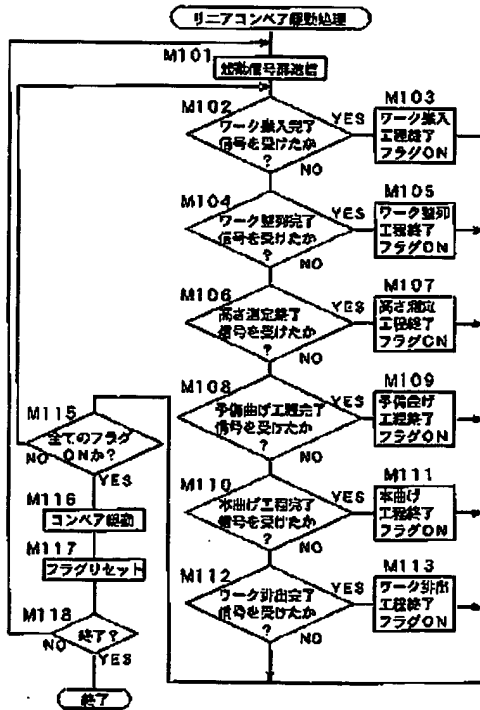 リニアコンベア駆動処理
M101
起動信号群送信
M102
ワーク搬入完了
信号を受けたか
?
YES
NO
M103
ワーク搬入
工程終了
フラグON
M104
ワーク整列完了
信号を受けたか
?
YES
NO
M105
ワーク整列
工程終了
フラグON
M106
高さ測定終了
信号を受けたか
?
YES
NO
M107
高さ測定
工程終了
フラグON
M108
予備曲げ工程完了
信号を受けたか
?
YES
NO
M109
予備曲げ
工程終了
フラグON
M110
本曲げ工程完了
信号を受けたか
?
YES
NO
M111
本曲げ
工程終了
フラグON
M112
ワーク排出完了
信号を受けたか
?
YES
NO
M113
ワーク排出
工程終了
フラグON
M115
全てのフラグ
ONか?
NO
YES
M116
コンベア駆動
M117
フラグリセット
M118
終了?
NO
YES
終了